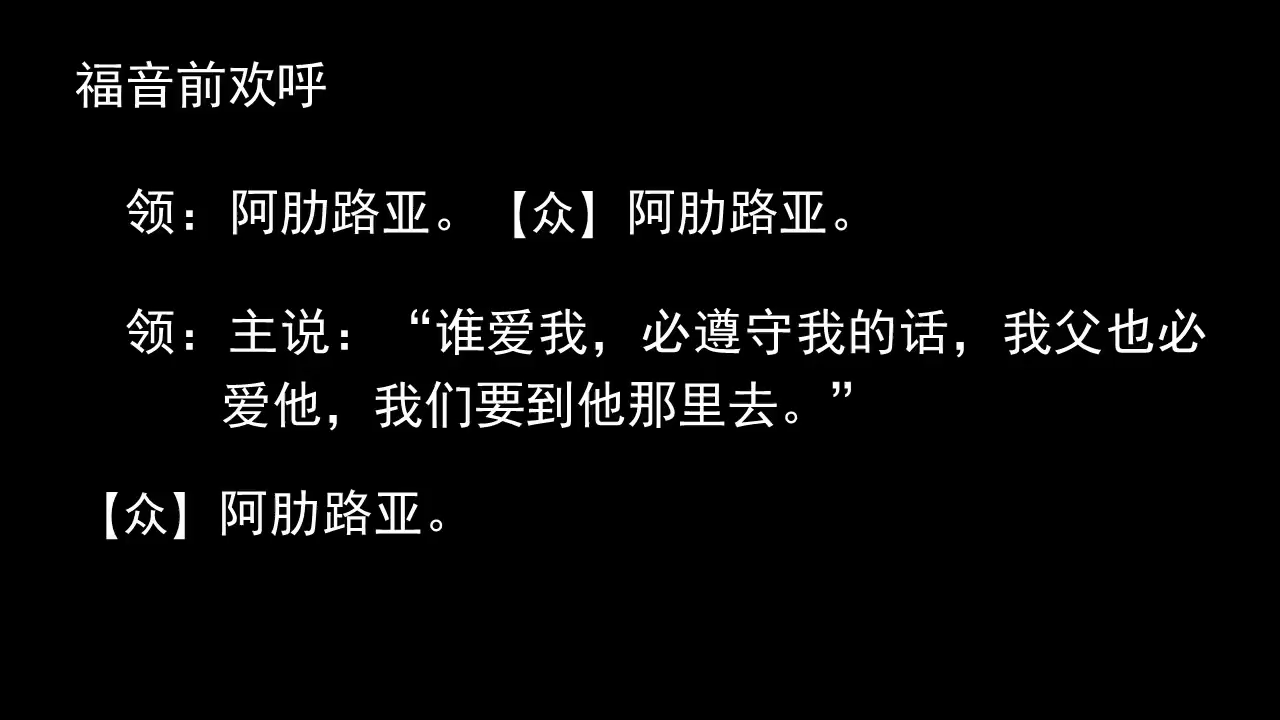 福音前欢呼
领：阿肋路亚。【众】阿肋路亚。
领：主说：“谁爱我，必遵守我的话，我父也必
爱他，我们要到他那里去。”
【众】阿肋路亚。